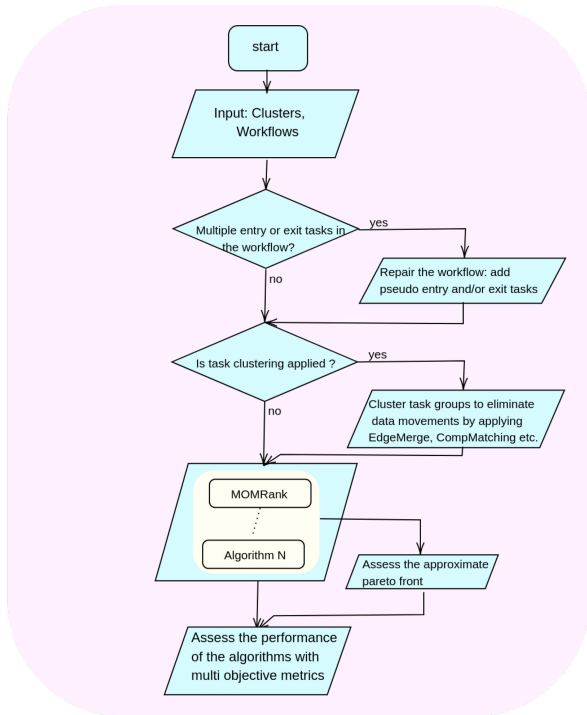 start
Input: Clusters,
Workflows
Multiple entry or exit tasks in
the workflow?
yes
Repair the workflow: add
pseudo entry and/or exit tasks
no
Is task clustering applied ?
yes
Cluster task groups to eliminate
data movements by applying
EdgeMerge, CompMatching etc.
no
MOMRank
Algorithm N
Assess the approximate
pareto front
Assess the performance
of the algorithms with
multi objective metrics